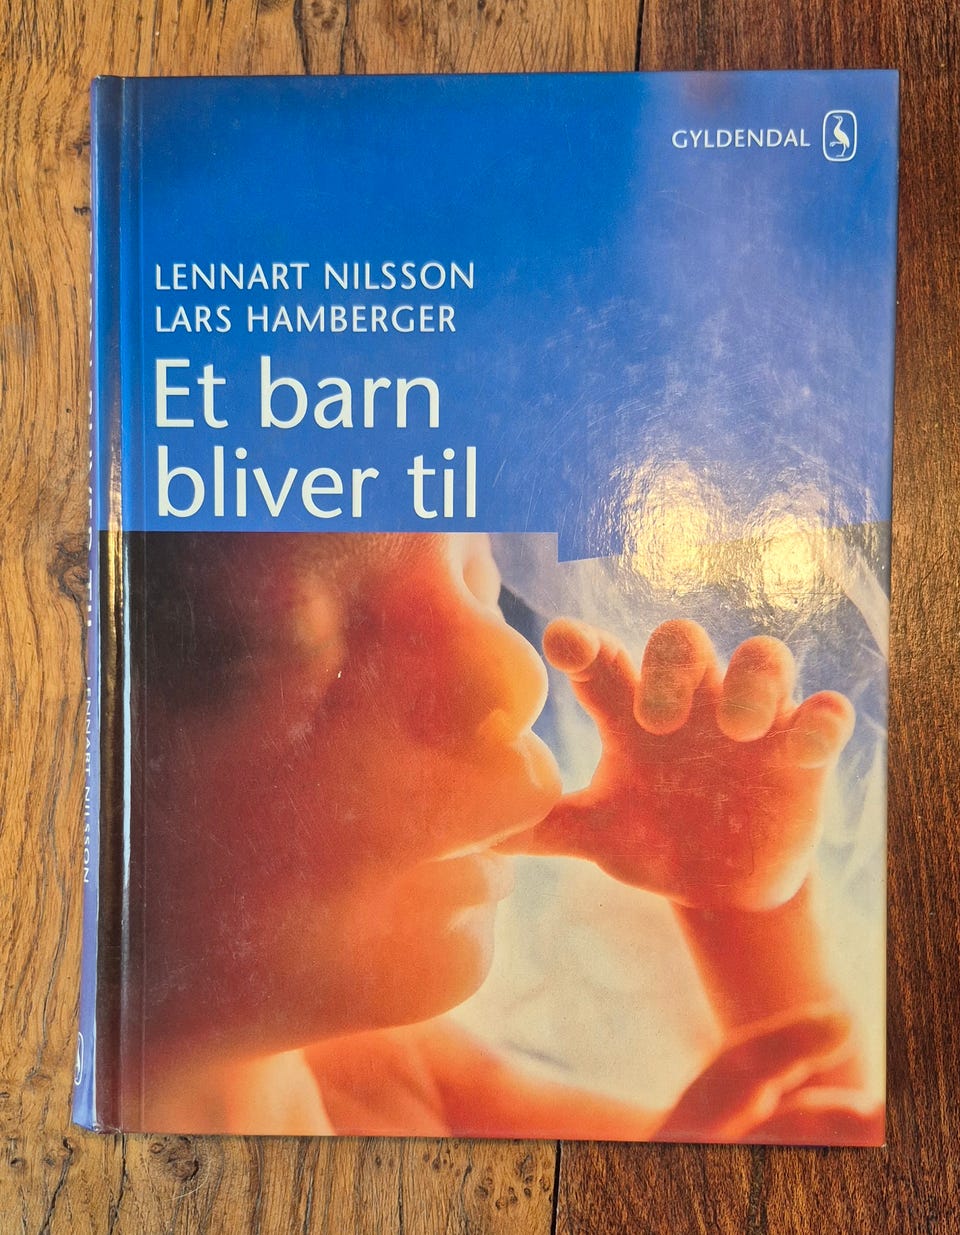 GYLDENDAL
LENNART NILSSON
LARS HAMBERGER
Et barn
bliver til
LENNART NILSSON